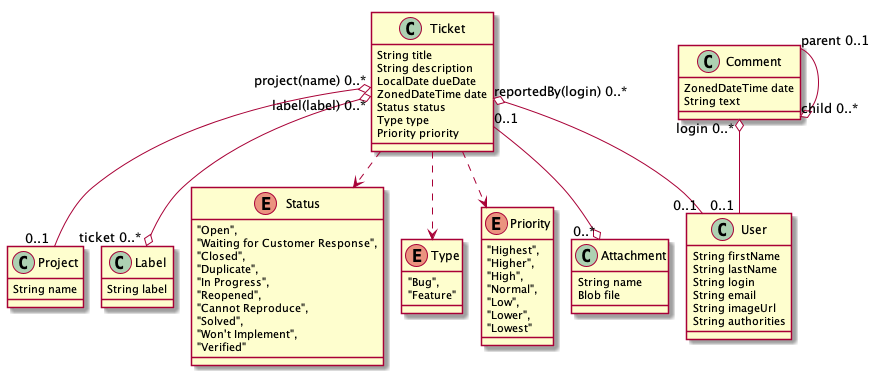 C Ticket
String title
String description
LocalDate dueDate
ZonedDateTime date
Status status
Type type
Priority priority
C Comment
ZonedDateTime date
String text
parent 0..1
child 0..*
login 0..*
project(name) 0..*
label(label) 0..*
reportedBy(login) 0..*
0..1
0..1
ticket 0..*
0..*
0..1
0..1
C Project
String name
C Label
String label
E Status
"Open",
"Waiting for Customer Response",
"Closed",
"Duplicate",
"In Progress",
"Reopened",
"Cannot Reproduce",
"Solved",
"Won't Implement",
"Verified"
E Type
"Bug",
"Feature"
E Priority
"Highest",
"Higher",
"High",
"Normal",
"Low",
"Lower",
"Lowest"
C Attachment
String name
Blob file
C User
String firstName
String lastName
String login
String email
String imageUrl
String authorities